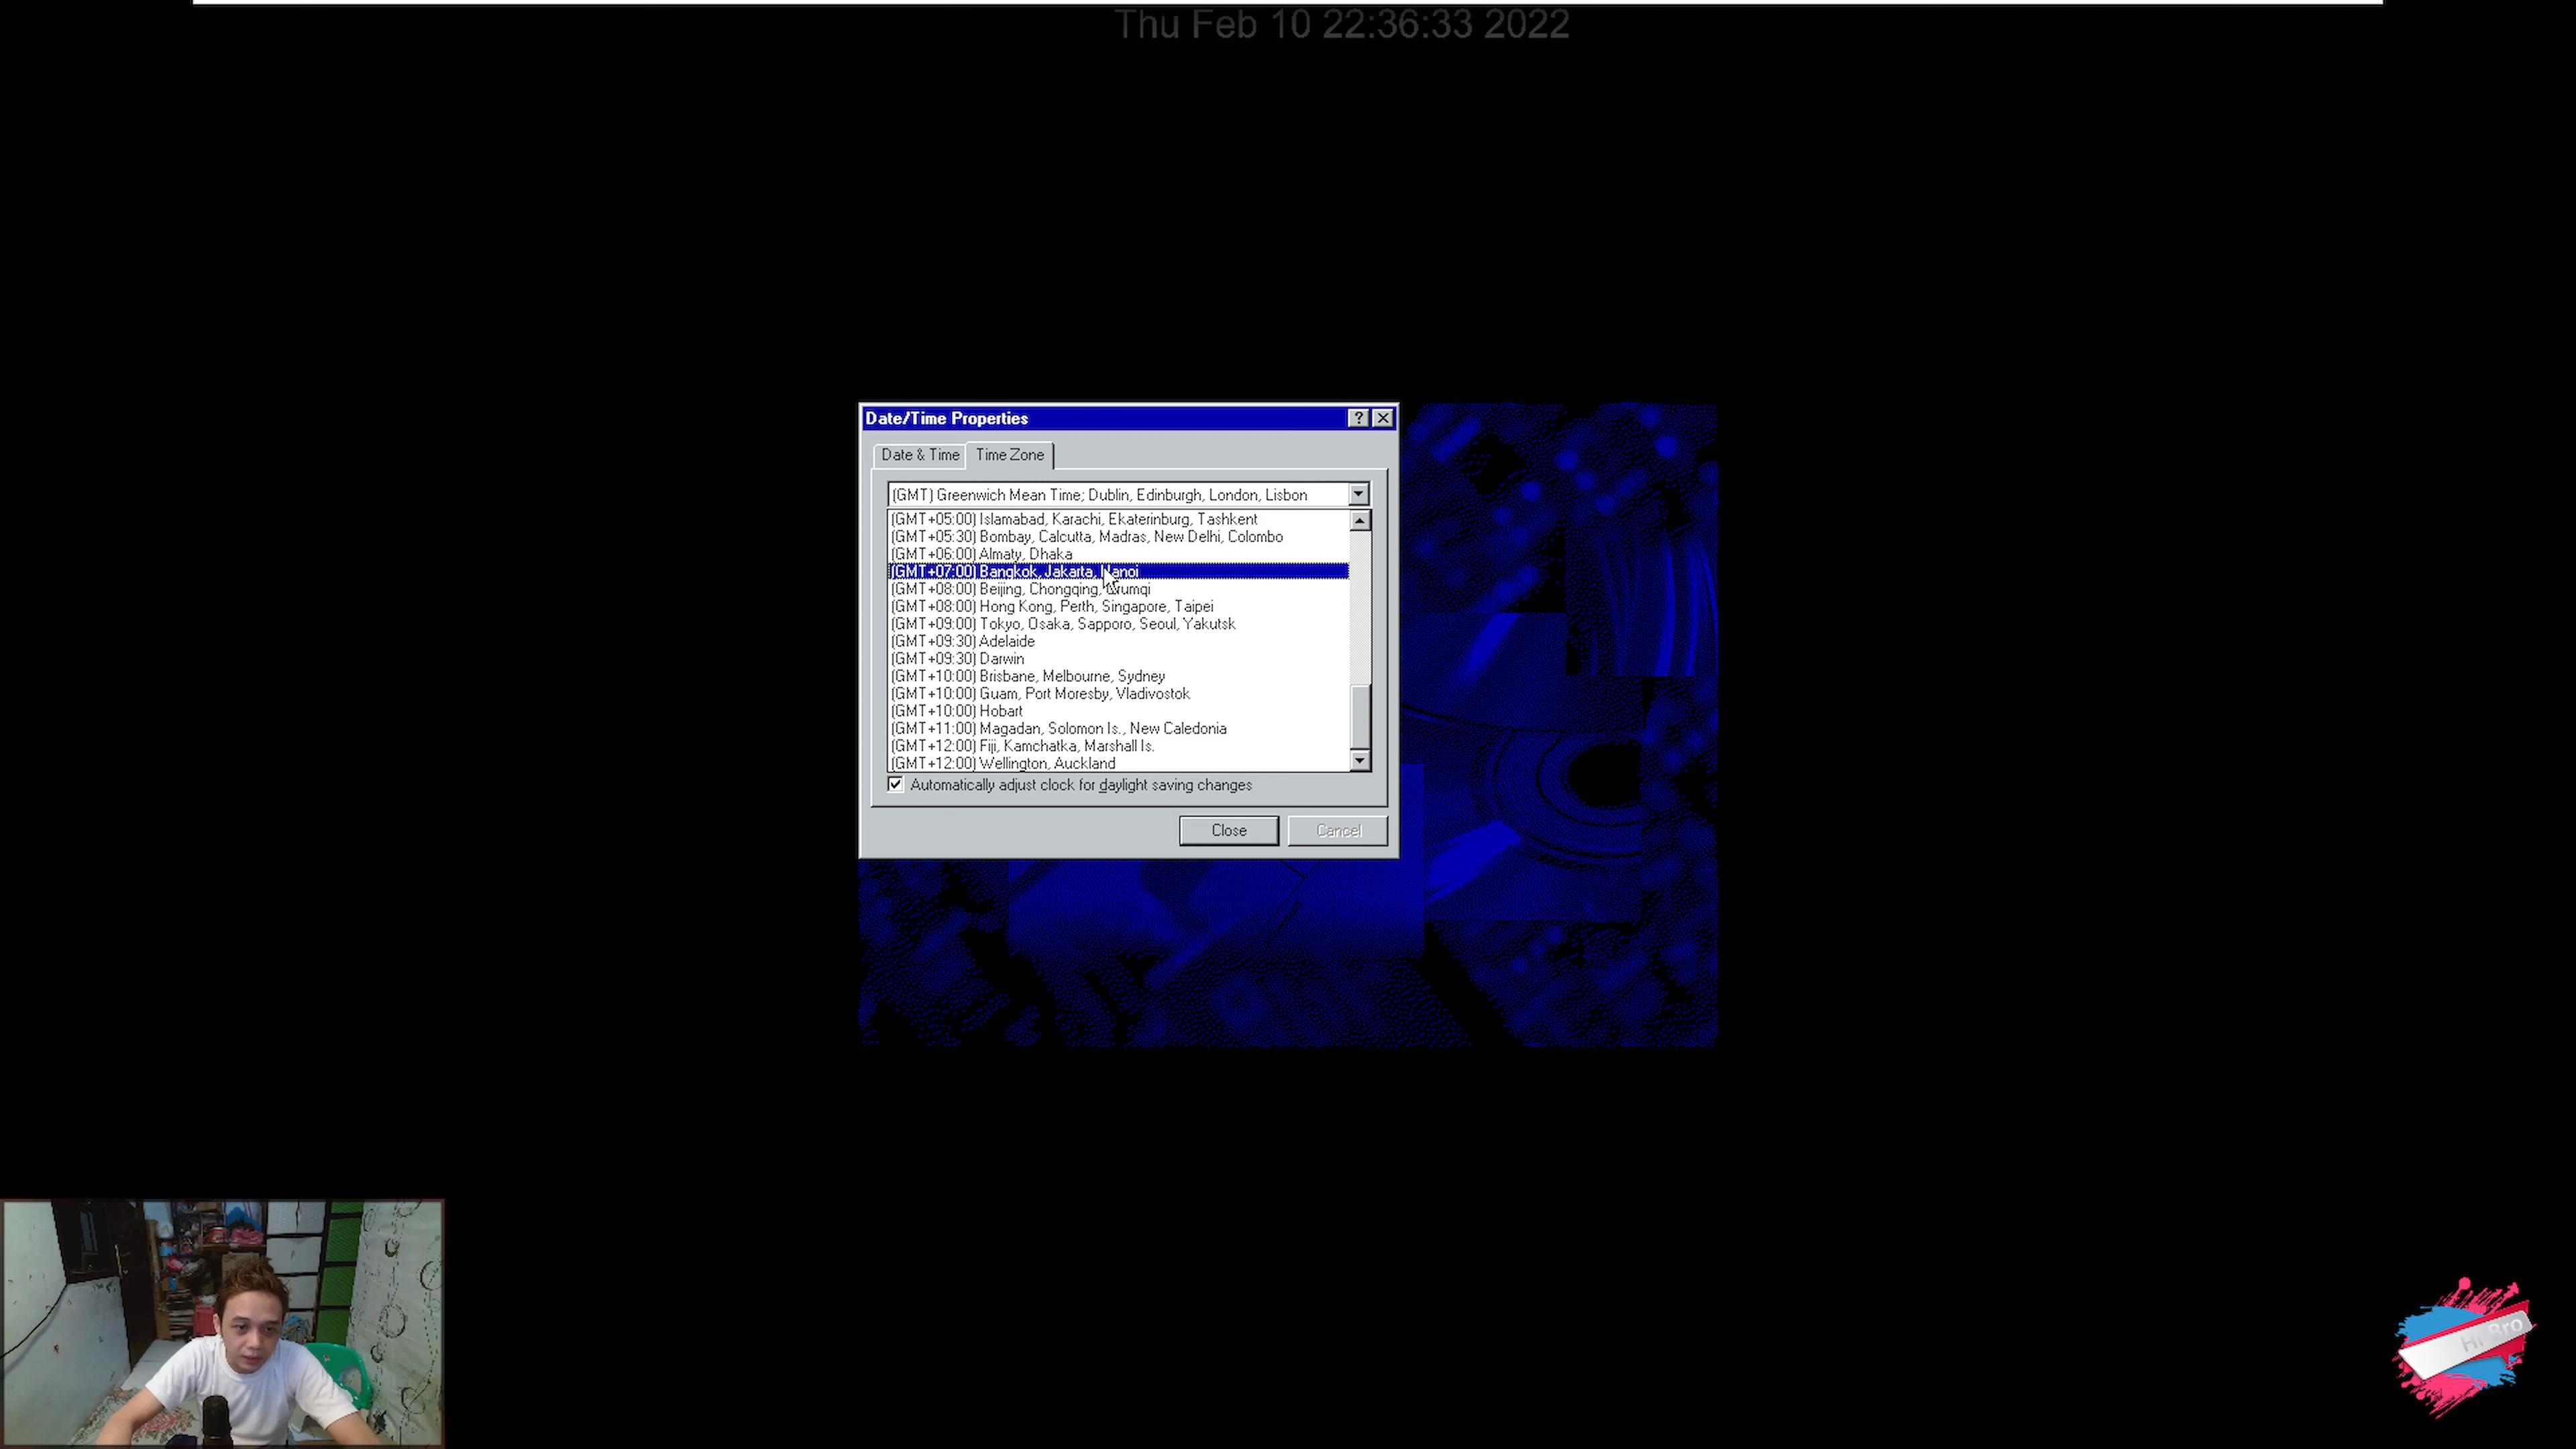 Thu Feb 10 22:36:33 2022
Date/Time Properties
Date & Time
Time Zone
(GMT) Greenwich Mean Time; Dublin, Edinburgh, London, Lisbon
(GMT+05:00) Islamabad, Karachi, Ekaterinburg, Tashkent
(GMT+05:30) Bombay, Calcutta, Madras, New Delhi, Colombo
(GMT+06:00) Almaty, Dhaka
(GMT+07:00) Bangkok, Jakarta, Hanoi
(GMT+08:00) Beijing, Chongqing, Urumqi
(GMT+08:00) Hong Kong, Perth, Singapore, Taipei
(GMT+09:00) Tokyo, Osaka, Sapporo, Seoul, Yakutsk
(GMT+09:30) Adelaide
(GMT+09:30) Darwin
(GMT+10:00) Brisbane, Melbourne, Sydney
(GMT+10:00) Guam, Port Moresby, Vladivostok
(GMT+10:00) Hobart
(GMT+11:00) Magadan, Solomon Is., New Caledonia
(GMT+12:00) Fiji, Kamchatka, Marshall Is.
(GMT+12:00) Wellington, Auckland
Automatically adjust clock for daylight saving changes
Close
Cancel
Hi Bro